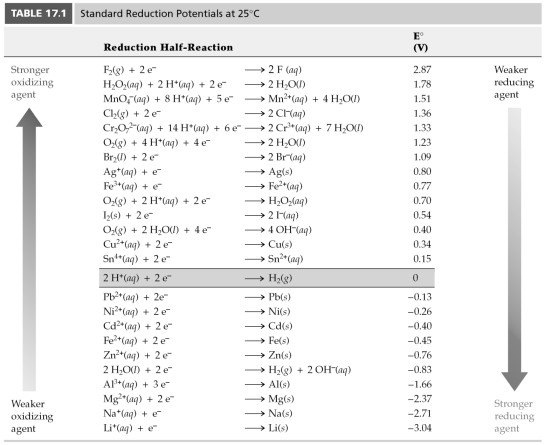 TABLE 17.1 Standard Reduction Potentials at 25°C
Reduction Half-Reaction E° (V)
Stronger oxidizing agent
Weaker reducing agent
F₂(g) + 2 e⁻ ⟶ 2 F (aq) 2.87
H₂O₂(aq) + 2 H⁺(aq) + 2 e⁻ ⟶ 2 H₂O(l) 1.78
MnO₄⁻(aq) + 8 H⁺(aq) + 5 e⁻ ⟶ Mn²⁺(aq) + 4 H₂O(l) 1.51
Cl₂(g) + 2 e⁻ ⟶ 2 Cl⁻(aq) 1.36
Cr₂O₇²⁻(aq) + 14 H⁺(aq) + 6 e⁻ ⟶ 2 Cr³⁺(aq) + 7 H₂O(l) 1.33
O₂(g) + 4 H⁺(aq) + 4 e⁻ ⟶ 2 H₂O(l) 1.23
Br₂(l) + 2 e⁻ ⟶ 2 Br⁻(aq) 1.09
Ag⁺(aq) + e⁻ ⟶ Ag(s) 0.80
Fe³⁺(aq) + e⁻ ⟶ Fe²⁺(aq) 0.77
O₂(g) + 2 H⁺(aq) + 2 e⁻ ⟶ H₂O₂(aq) 0.70
I₂(s) + 2 e⁻ ⟶ 2 I⁻(aq) 0.54
O₂(g) + 2 H₂O(l) + 4 e⁻ ⟶ 4 OH⁻(aq) 0.40
Cu²⁺(aq) + 2 e⁻ ⟶ Cu(s) 0.34
Sn⁴⁺(aq) + 2 e⁻ ⟶ Sn²⁺(aq) 0.15
2 H⁺(aq) + 2 e⁻ ⟶ H₂(g) 0
Pb²⁺(aq) + 2e⁻ ⟶ Pb(s) −0.13
Ni²⁺(aq) + 2 e⁻ ⟶ Ni(s) −0.26
Cd²⁺(aq) + 2 e⁻ ⟶ Cd(s) −0.40
Fe²⁺(aq) + 2 e⁻ ⟶ Fe(s) −0.45
Zn²⁺(aq) + 2 e⁻ ⟶ Zn(s) −0.76
2 H₂O(l) + 2 e⁻ ⟶ H₂(g) + 2 OH⁻(aq) −0.83
Al³⁺(aq) + 3 e⁻ ⟶ Al(s) −1.66
Mg²⁺(aq) + 2 e⁻ ⟶ Mg(s) −2.37
Na⁺(aq) + e⁻ ⟶ Na(s) −2.71
Li⁺(aq) + e⁻ ⟶ Li(s) −3.04
Weaker oxidizing agent
Stronger reducing agent